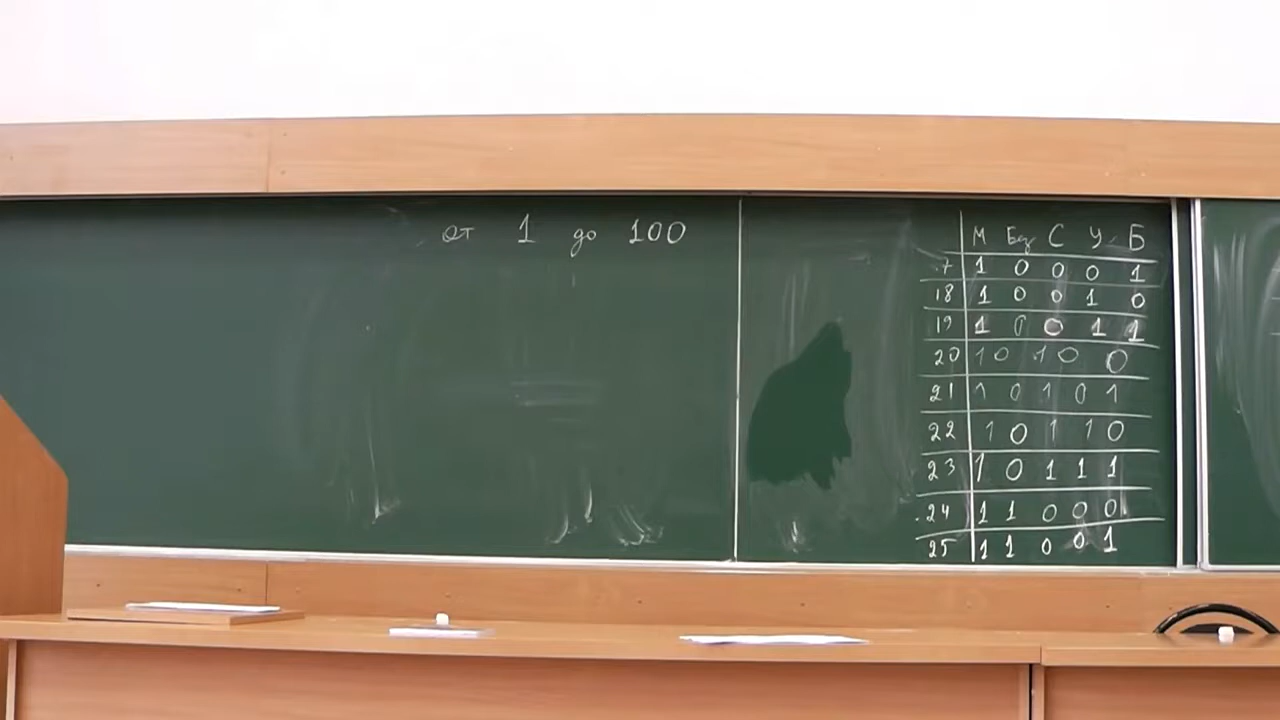 от 1 до 100
М Без С У Б
7 1 0 0 0 1
18 1 0 0 1 0
19 1 0 0 1 1
20 1 0 1 0 0
21 1 0 1 0 1
22 1 0 1 1 0
23 1 0 1 1 1
24 1 1 0 0 0
25 1 1 0 0 1